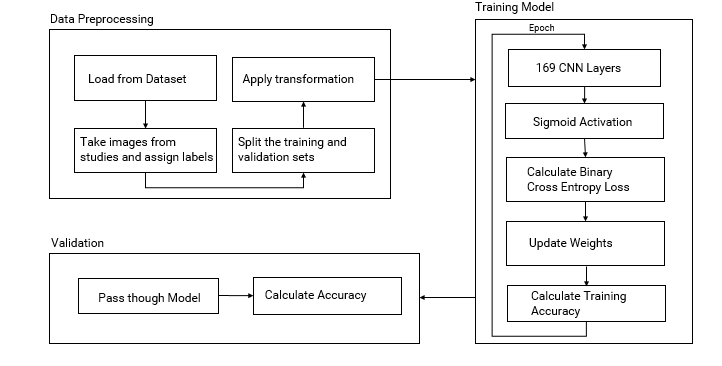 Data Preprocessing
Load from Dataset
Take images from
studies and assign labels
Apply transformation
Split the training and
validation sets
Training Model
Epoch
169 CNN Layers
Sigmoid Activation
Calculate Binary
Cross Entropy Loss
Update Weights
Calculate Training
Accuracy
Validation
Pass though Model
Calculate Accuracy